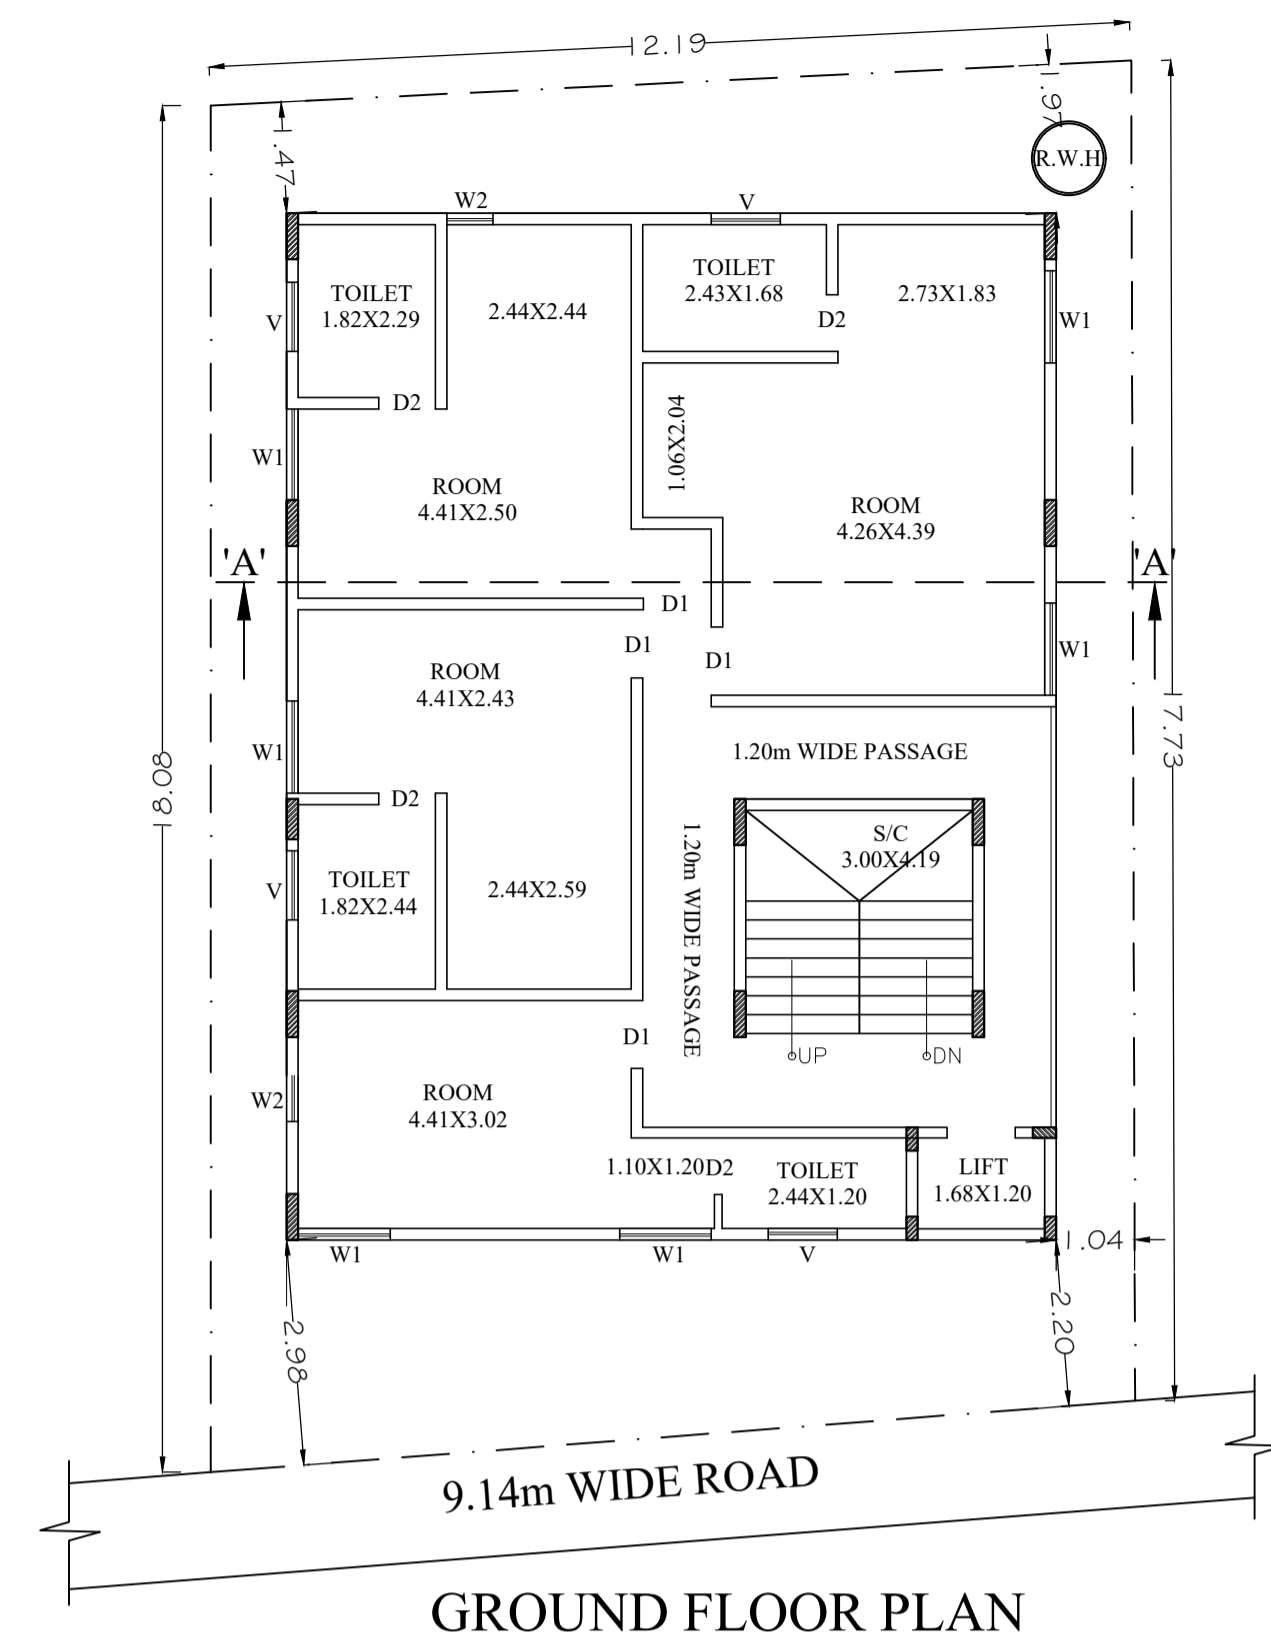 12.19
1.97
1.47
R.W.H
W2
V
TOILET
1.82X2.29
2.44X2.44
TOILET
2.43X1.68
2.73X1.83
V
D2
W1
D2
1.06X2.04
W1
ROOM
4.41X2.50
ROOM
4.26X4.39
'A'
'A
D1
D1
D1
W1
ROOM
4.41X2.43
17.73
18.08
W1
1.20m WIDE PASSAGE
D2
S/C
3.00X4.19
1.20m WIDE PASSAGE
V
TOILET
1.82X2.44
2.44X2.59
D1
UP
DN
W2
ROOM
4.41X3.02
1.10X1.20
D2
TOILET
2.44X1.20
LIFT
1.68X1.20
W1
W1
V
1.04
2.98
2.20
9.14m WIDE ROAD
GROUND FLOOR PLAN